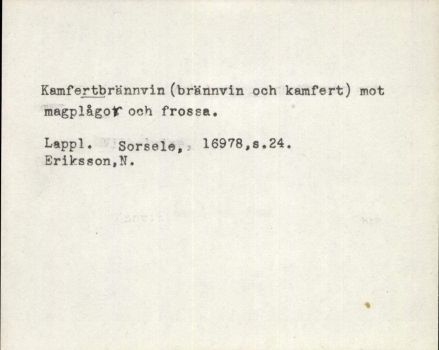 Kamfertbrännvin (brännvin och kamfert) mot
magplågor och frossa.
Lappl. Sorsele, 16978,s.24.
Eriksson,N.